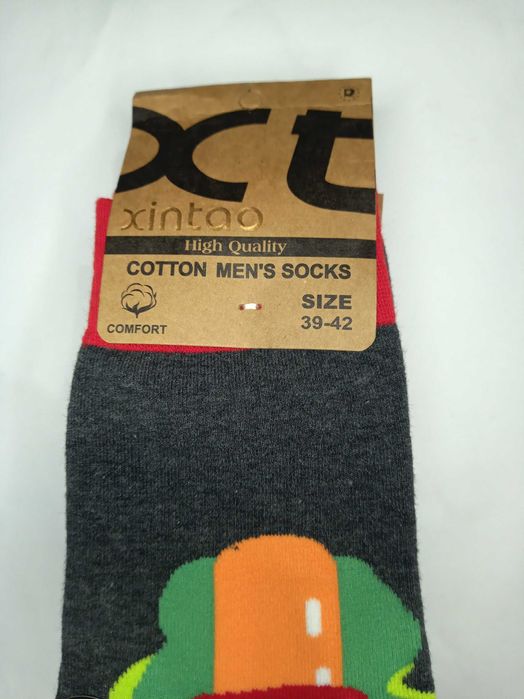 xt
xintao
High Quality
COTTON MEN'S SOCKS
COMFORT
SIZE
39-42